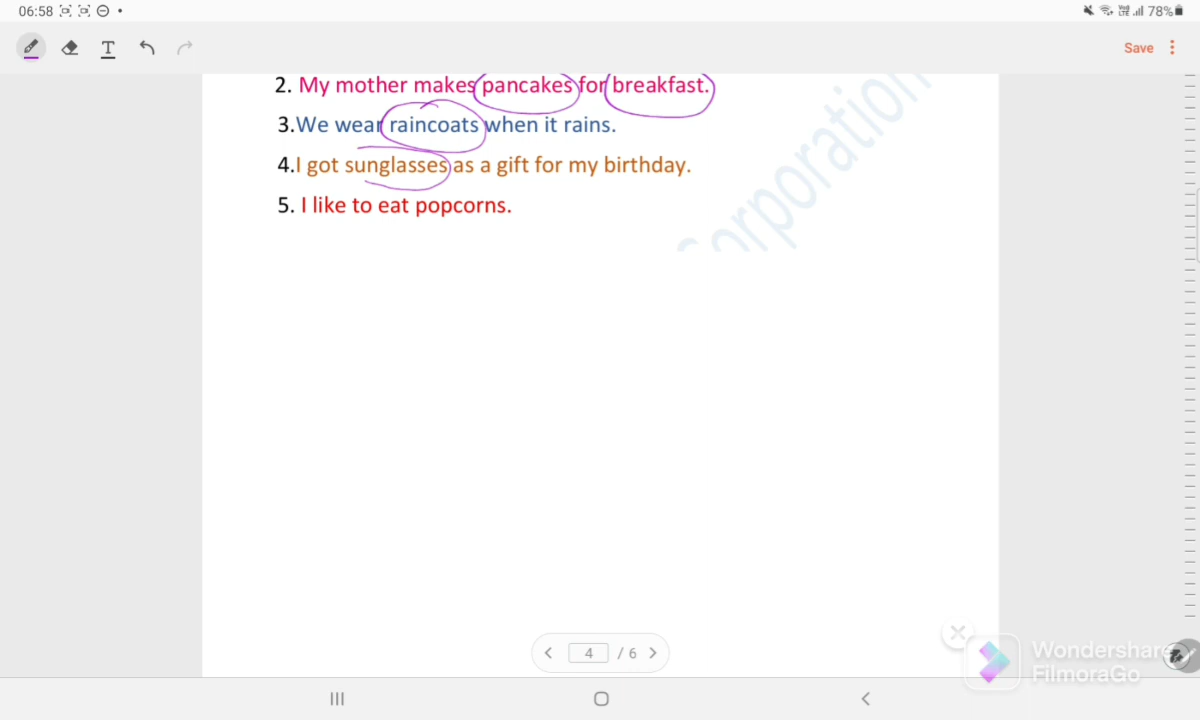 06:58
78%
T
Save
2. My mother makes pancakes for breakfast.
3.We wear raincoats when it rains.
4.I got sunglasses as a gift for my birthday.
5. I like to eat popcorns.
orporation
4 / 6
Wondershare
FilmoraGo